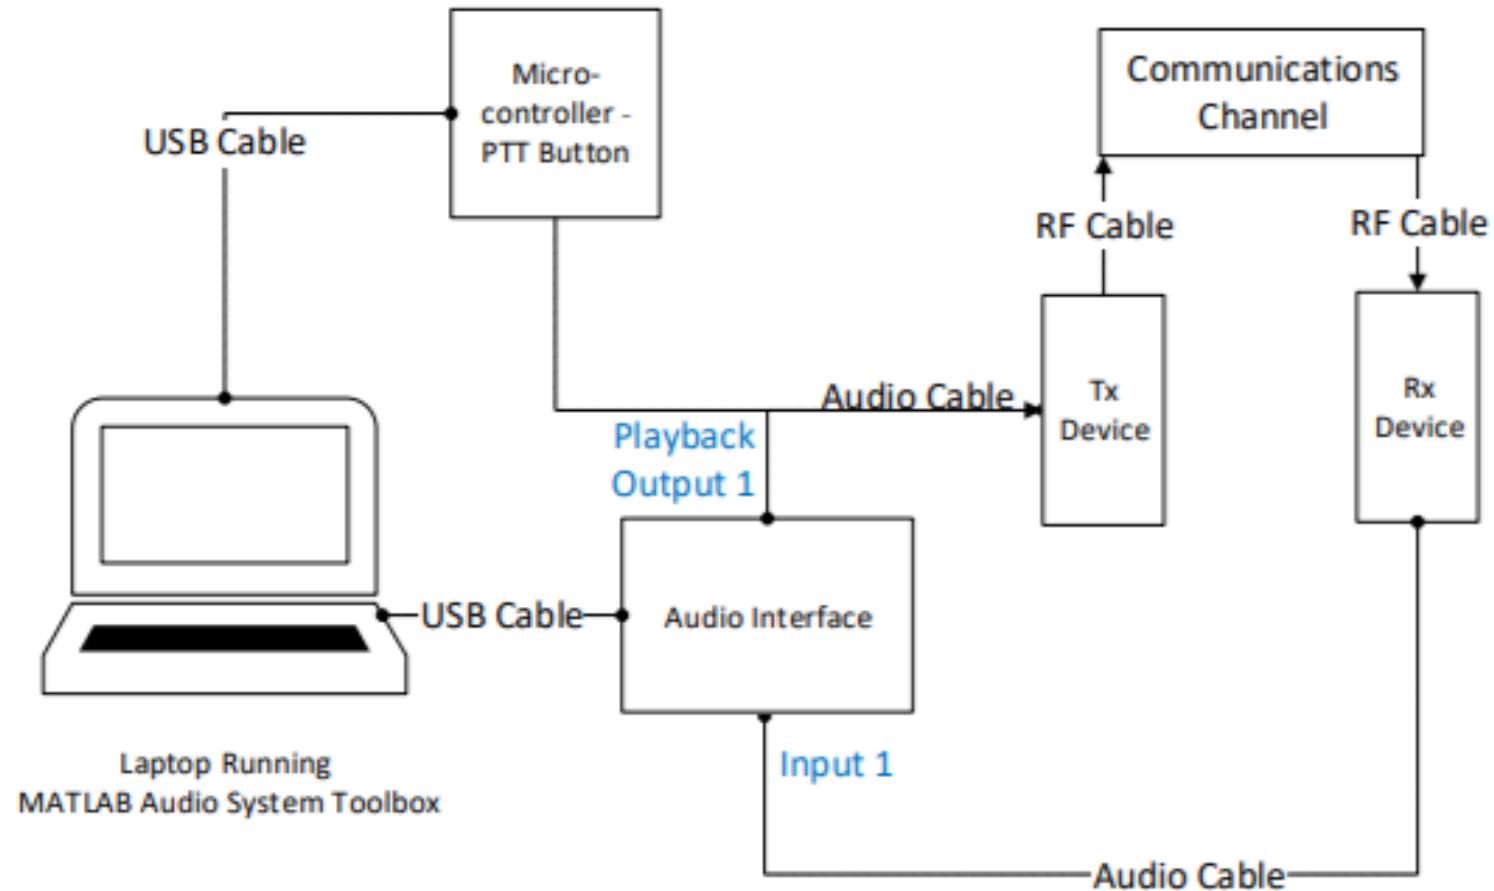 Micro-
controller -
PTT Button
Communications
Channel
USB Cable
RF Cable
RF Cable
Audio Cable
Tx
Device
Rx
Device
Playback
Output 1
USB Cable
Audio Interface
Input 1
Laptop Running
MATLAB Audio System Toolbox
Audio Cable